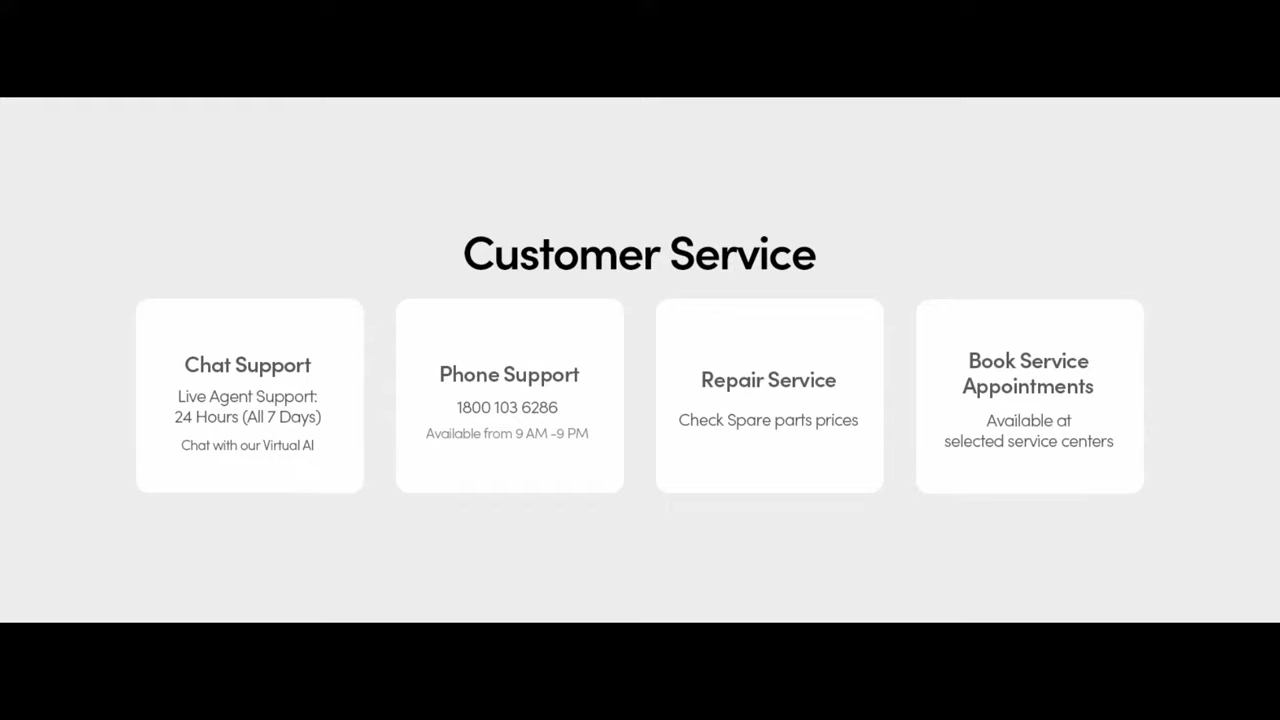 Customer Service
Chat Support
Live Agent Support:
24 Hours (All 7 Days)
Chat with our Virtual AI
Phone Support
1800 103 6286
Available from 9 AM -9 PM
Repair Service
Check Spare parts prices
Book Service
Appointments
Available at
selected service centers